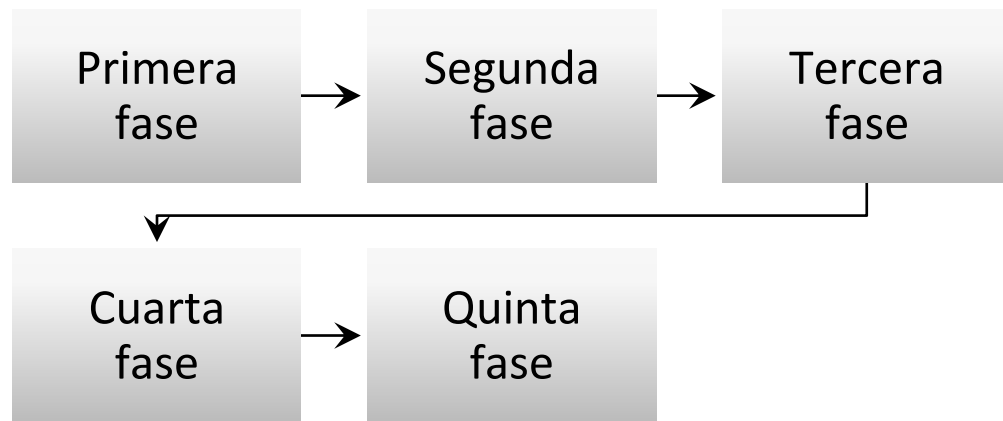 Primera
fase
Segunda
fase
Tercera
fase
Cuarta
fase
Quinta
fase